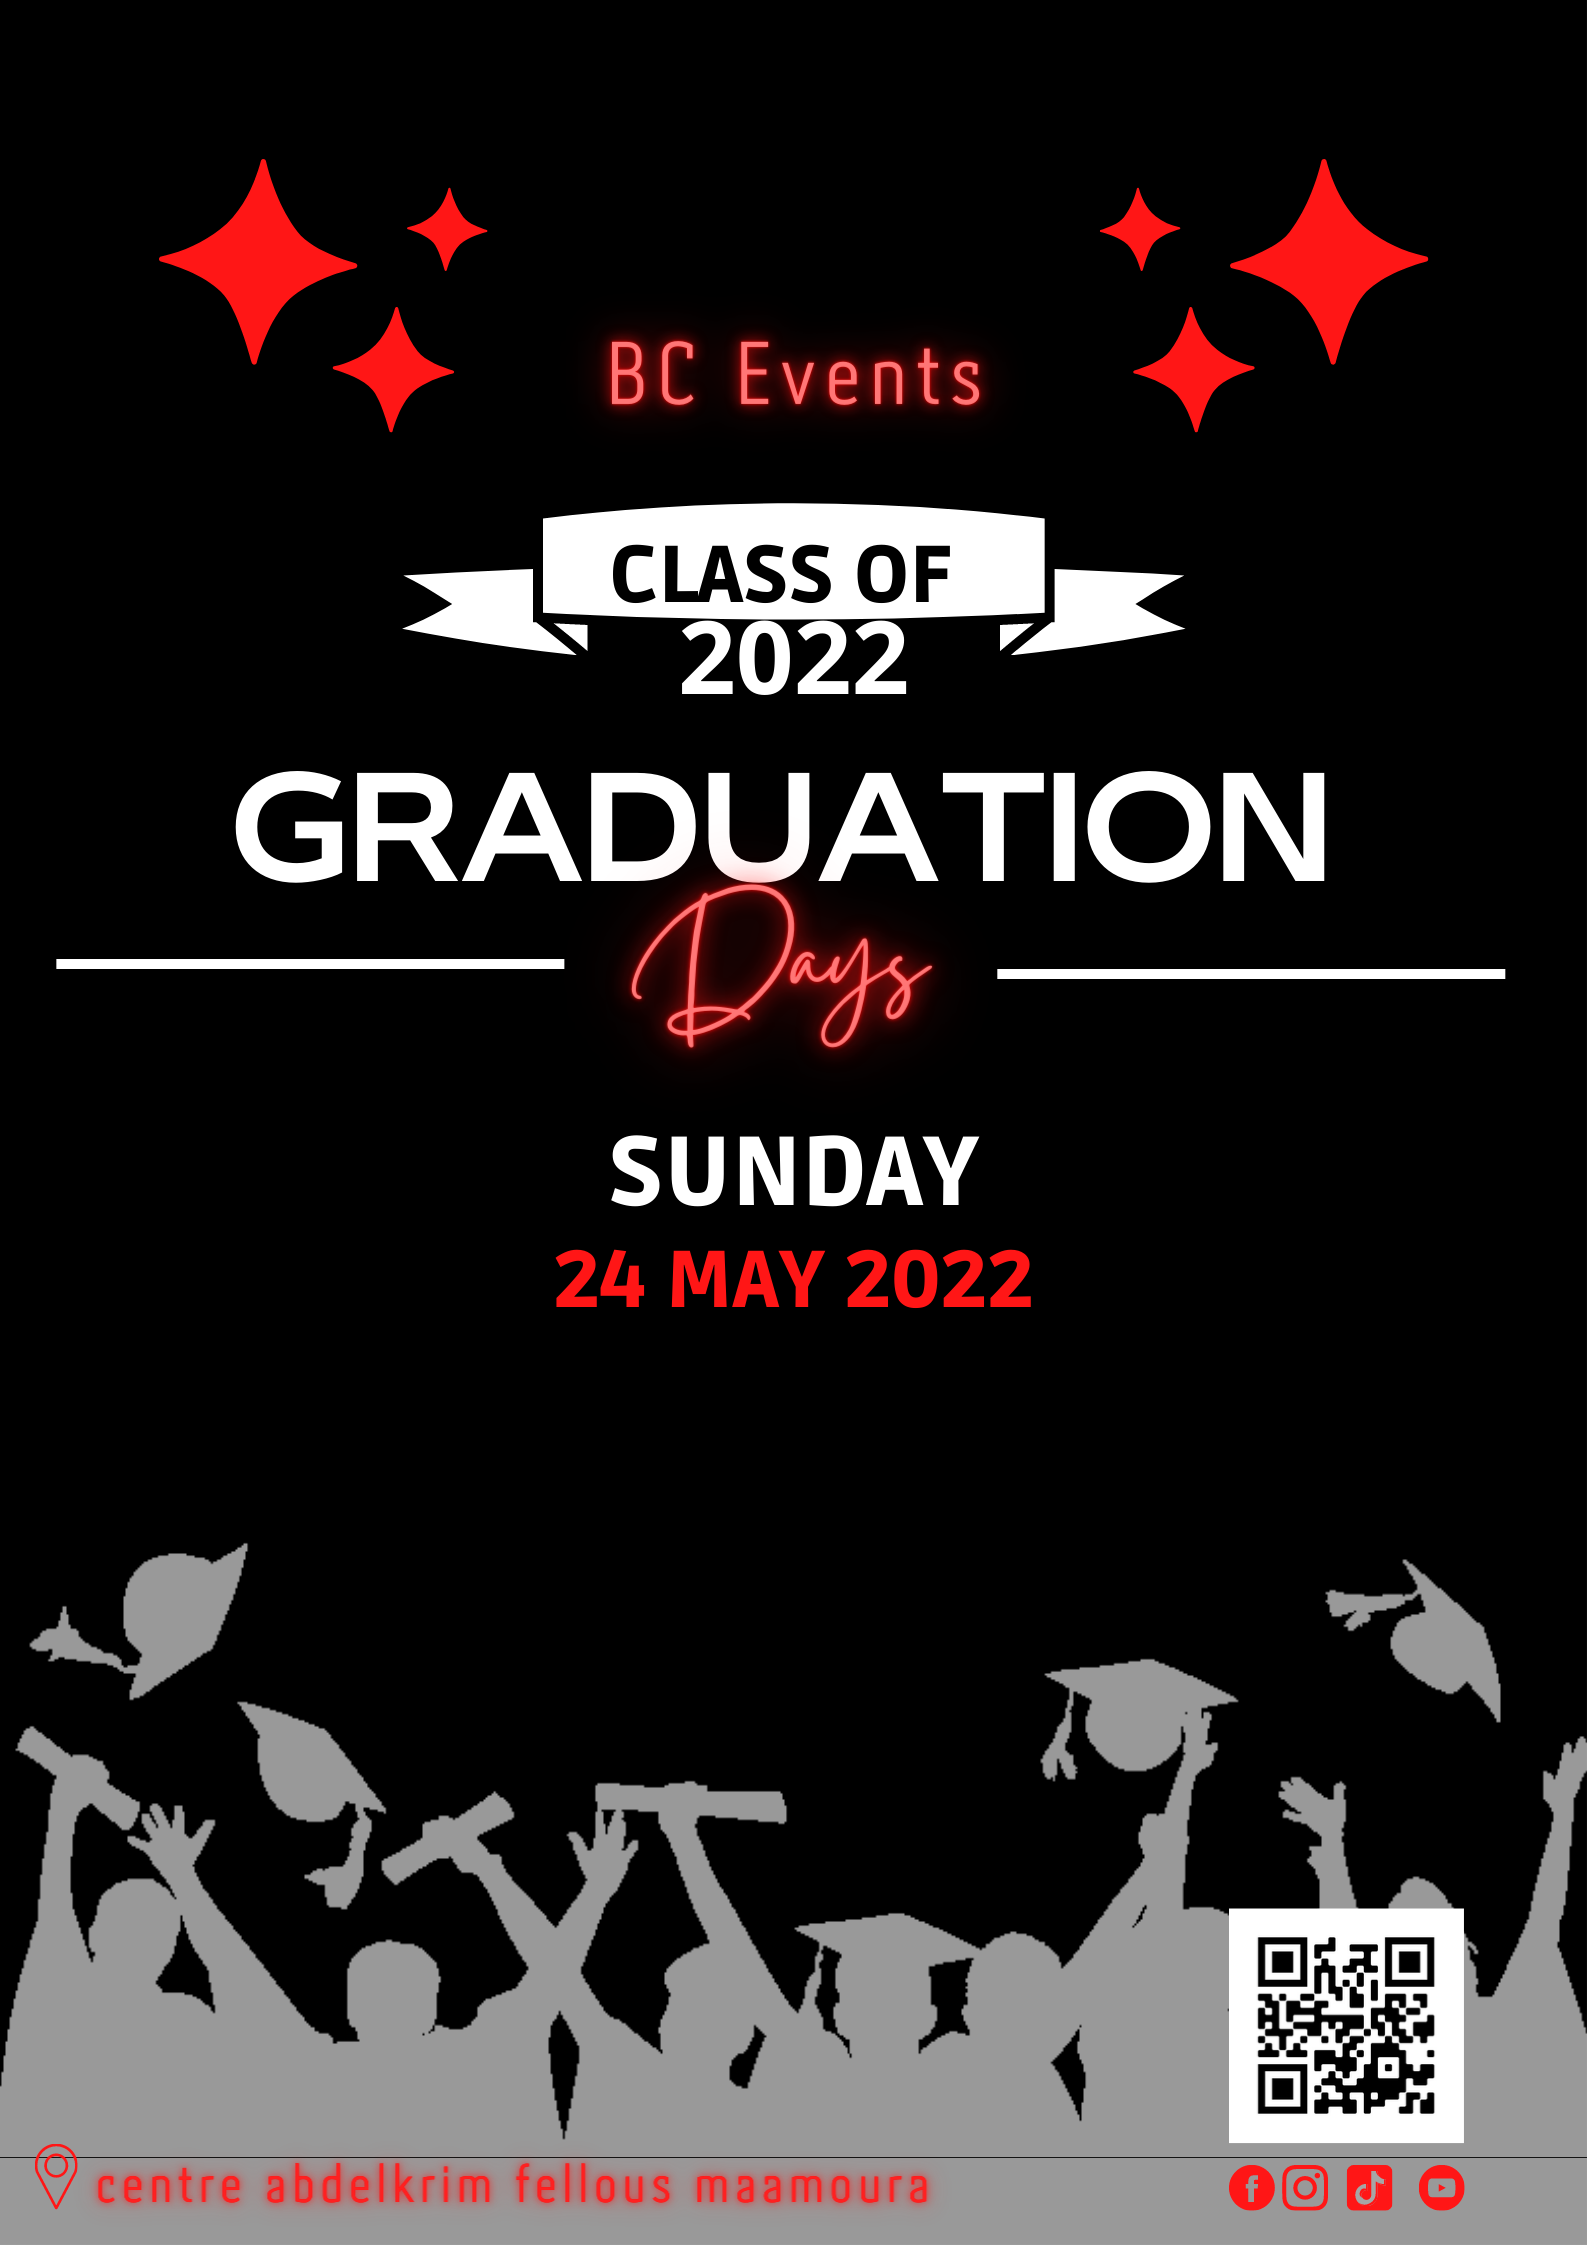 BC Events
CLASS OF
2022
GRADUATION
Days
SUNDAY
24 MAY 2022
centre abdelkrim fellous maamoura